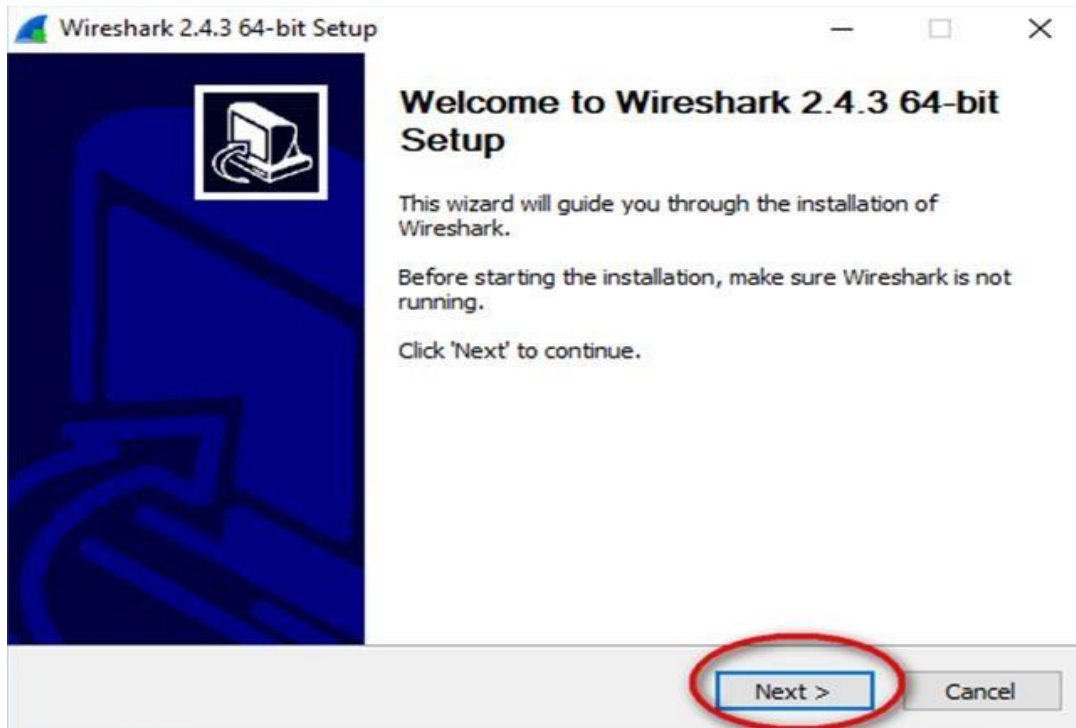 Wireshark 2.4.3 64-bit Setup
Welcome to Wireshark 2.4.3 64-bit
Setup
This wizard will guide you through the installation of
Wireshark.
Before starting the installation, make sure Wireshark is not
running.
Click 'Next' to continue.
Next >
Cancel